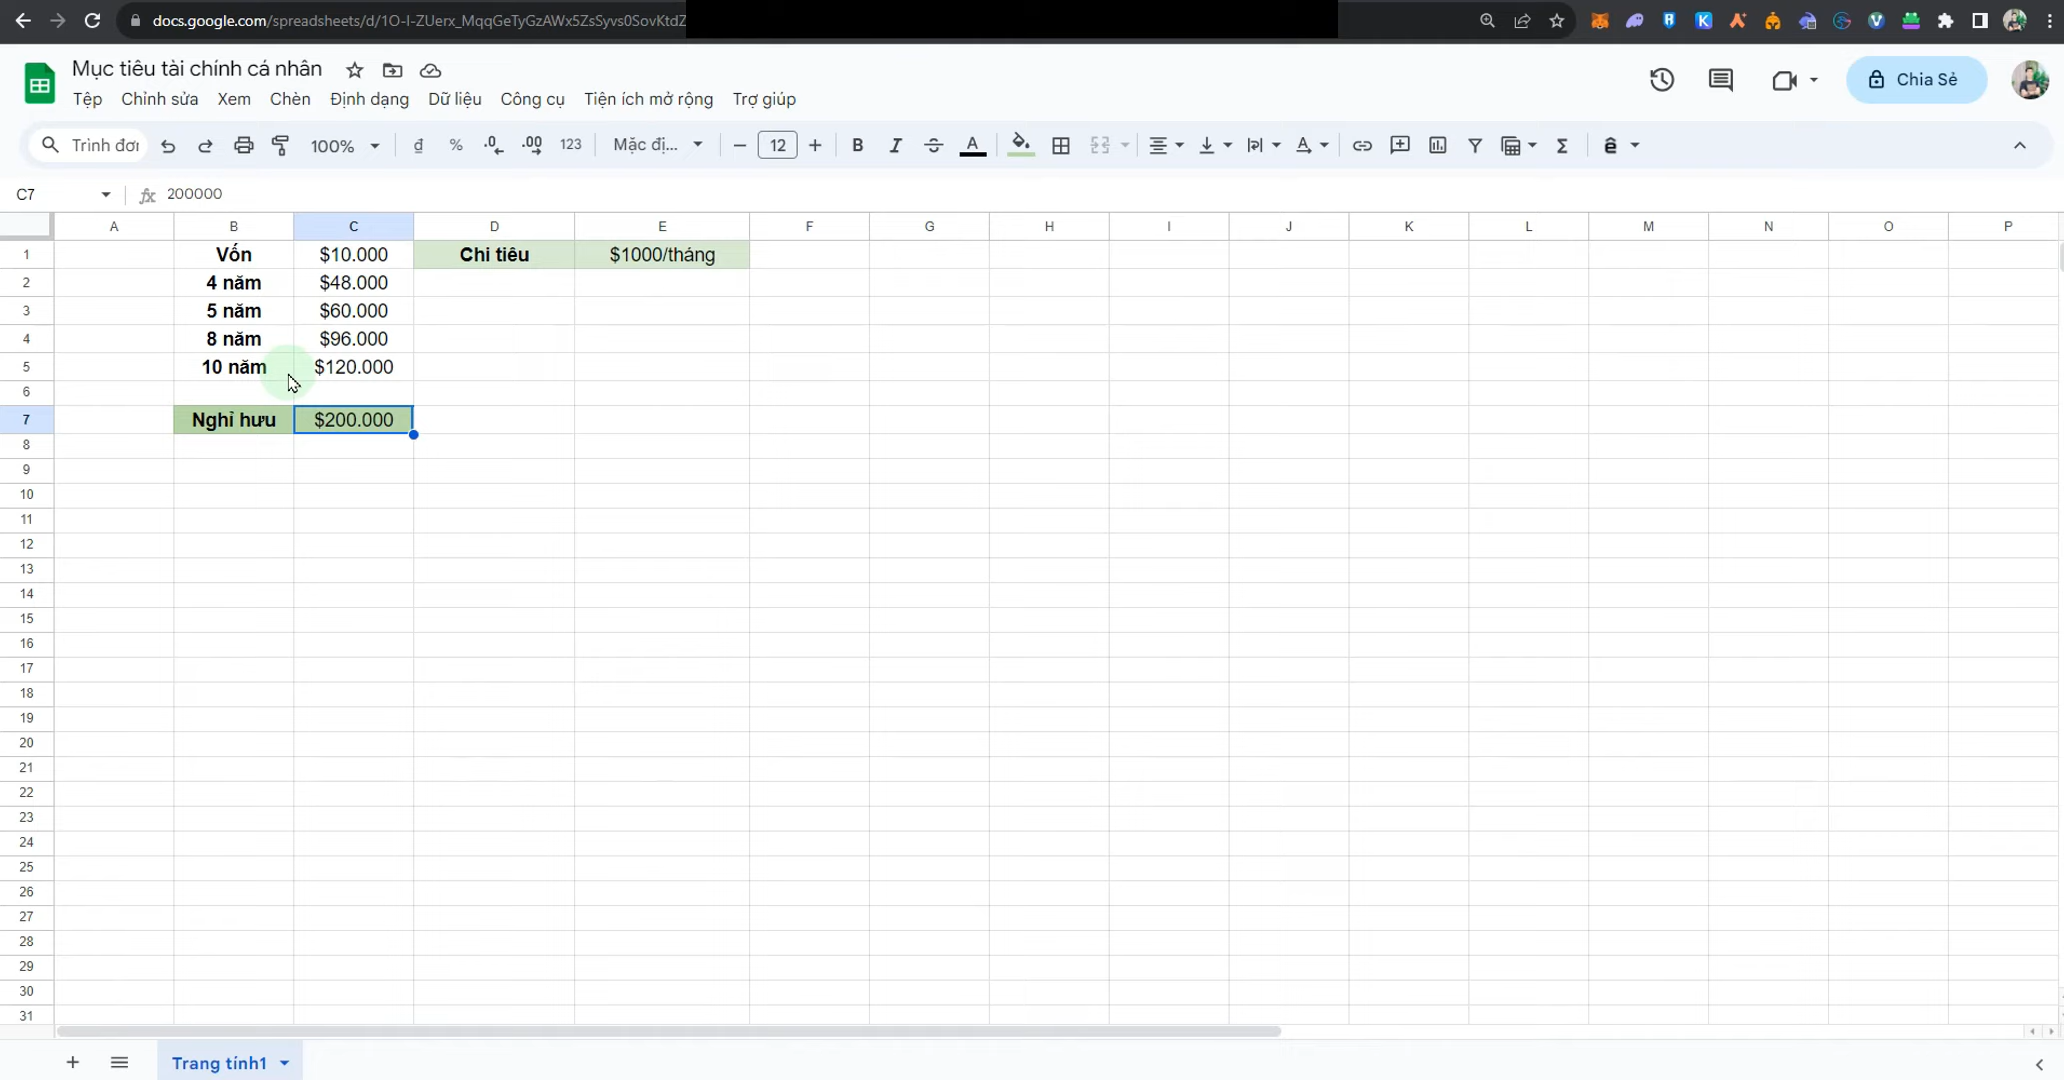 docs.google.com/spreadsheets/d/1O-I-ZUerx_MqqGeTyGzAWx5ZsSyvs0SovKtdZ
Mục tiêu tài chính cá nhân
Tệp Chỉnh sửa Xem Chèn Định dạng Dữ liệu Công cụ Tiện ích mở rộng Trợ giúp
Chia Sẻ
Trình đơn 100% đ % .0 .00 123 Mặc đị... 12 B I A
C7 fx 200000
A B C D E F G H I J K L M N O P
1 Vốn $10.000 Chi tiêu $1000/tháng
2 4 năm $48.000
3 5 năm $60.000
4 8 năm $96.000
5 10 năm $120.000
6
7 Nghỉ hưu $200.000
8
9
10
11
12
13
14
15
16
17
18
19
20
21
22
23
24
25
26
27
28
29
30
31
Trang tính1